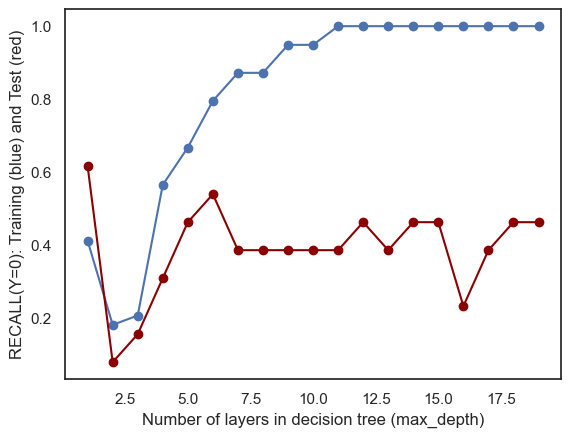 RECALL(Y=0): Training (blue) and Test (red)
1.0
0.8
0.6
0.4
0.2
2.5 5.0 7.5 10.0 12.5 15.0 17.5
Number of layers in decision tree (max_depth)